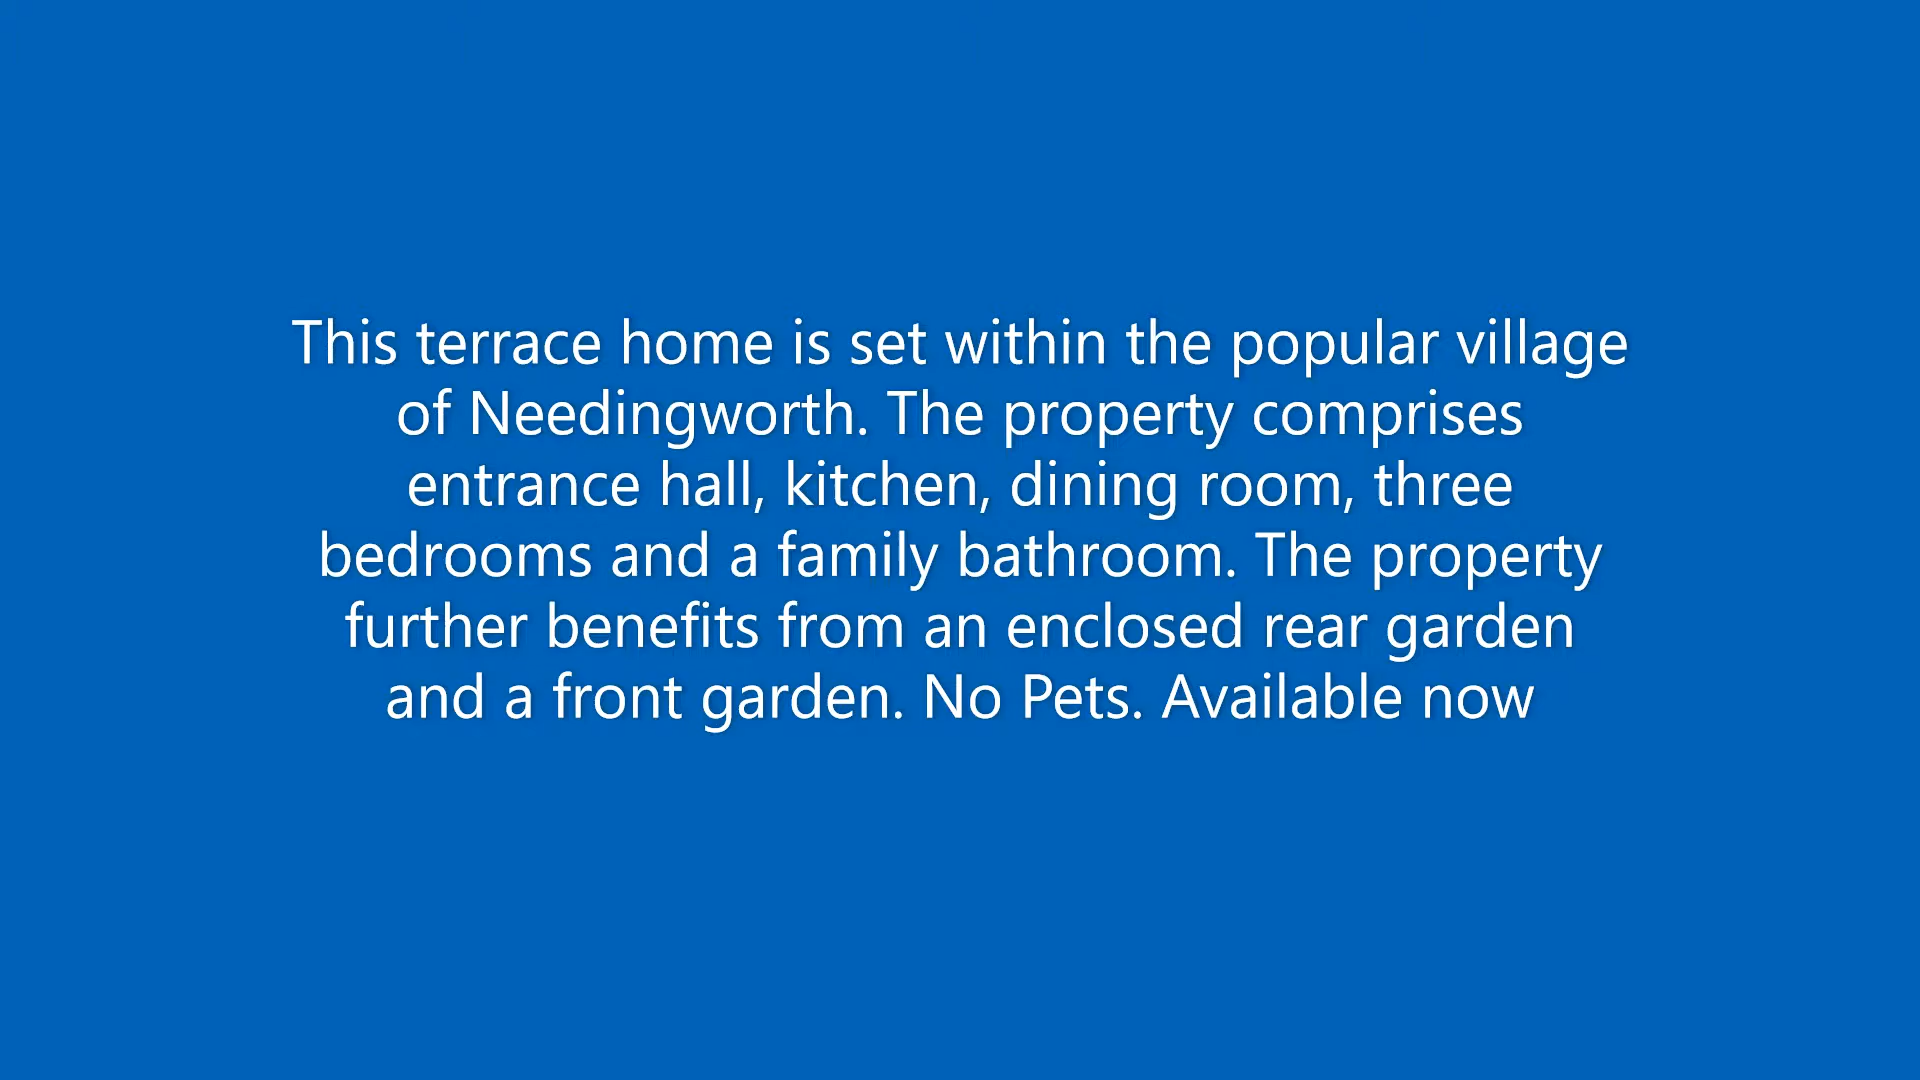 This terrace home is set within the popular village
of Needingworth. The property comprises
entrance hall, kitchen, dining room, three
bedrooms and a family bathroom. The property
further benefits from an enclosed rear garden
and a front garden. No Pets. Available now